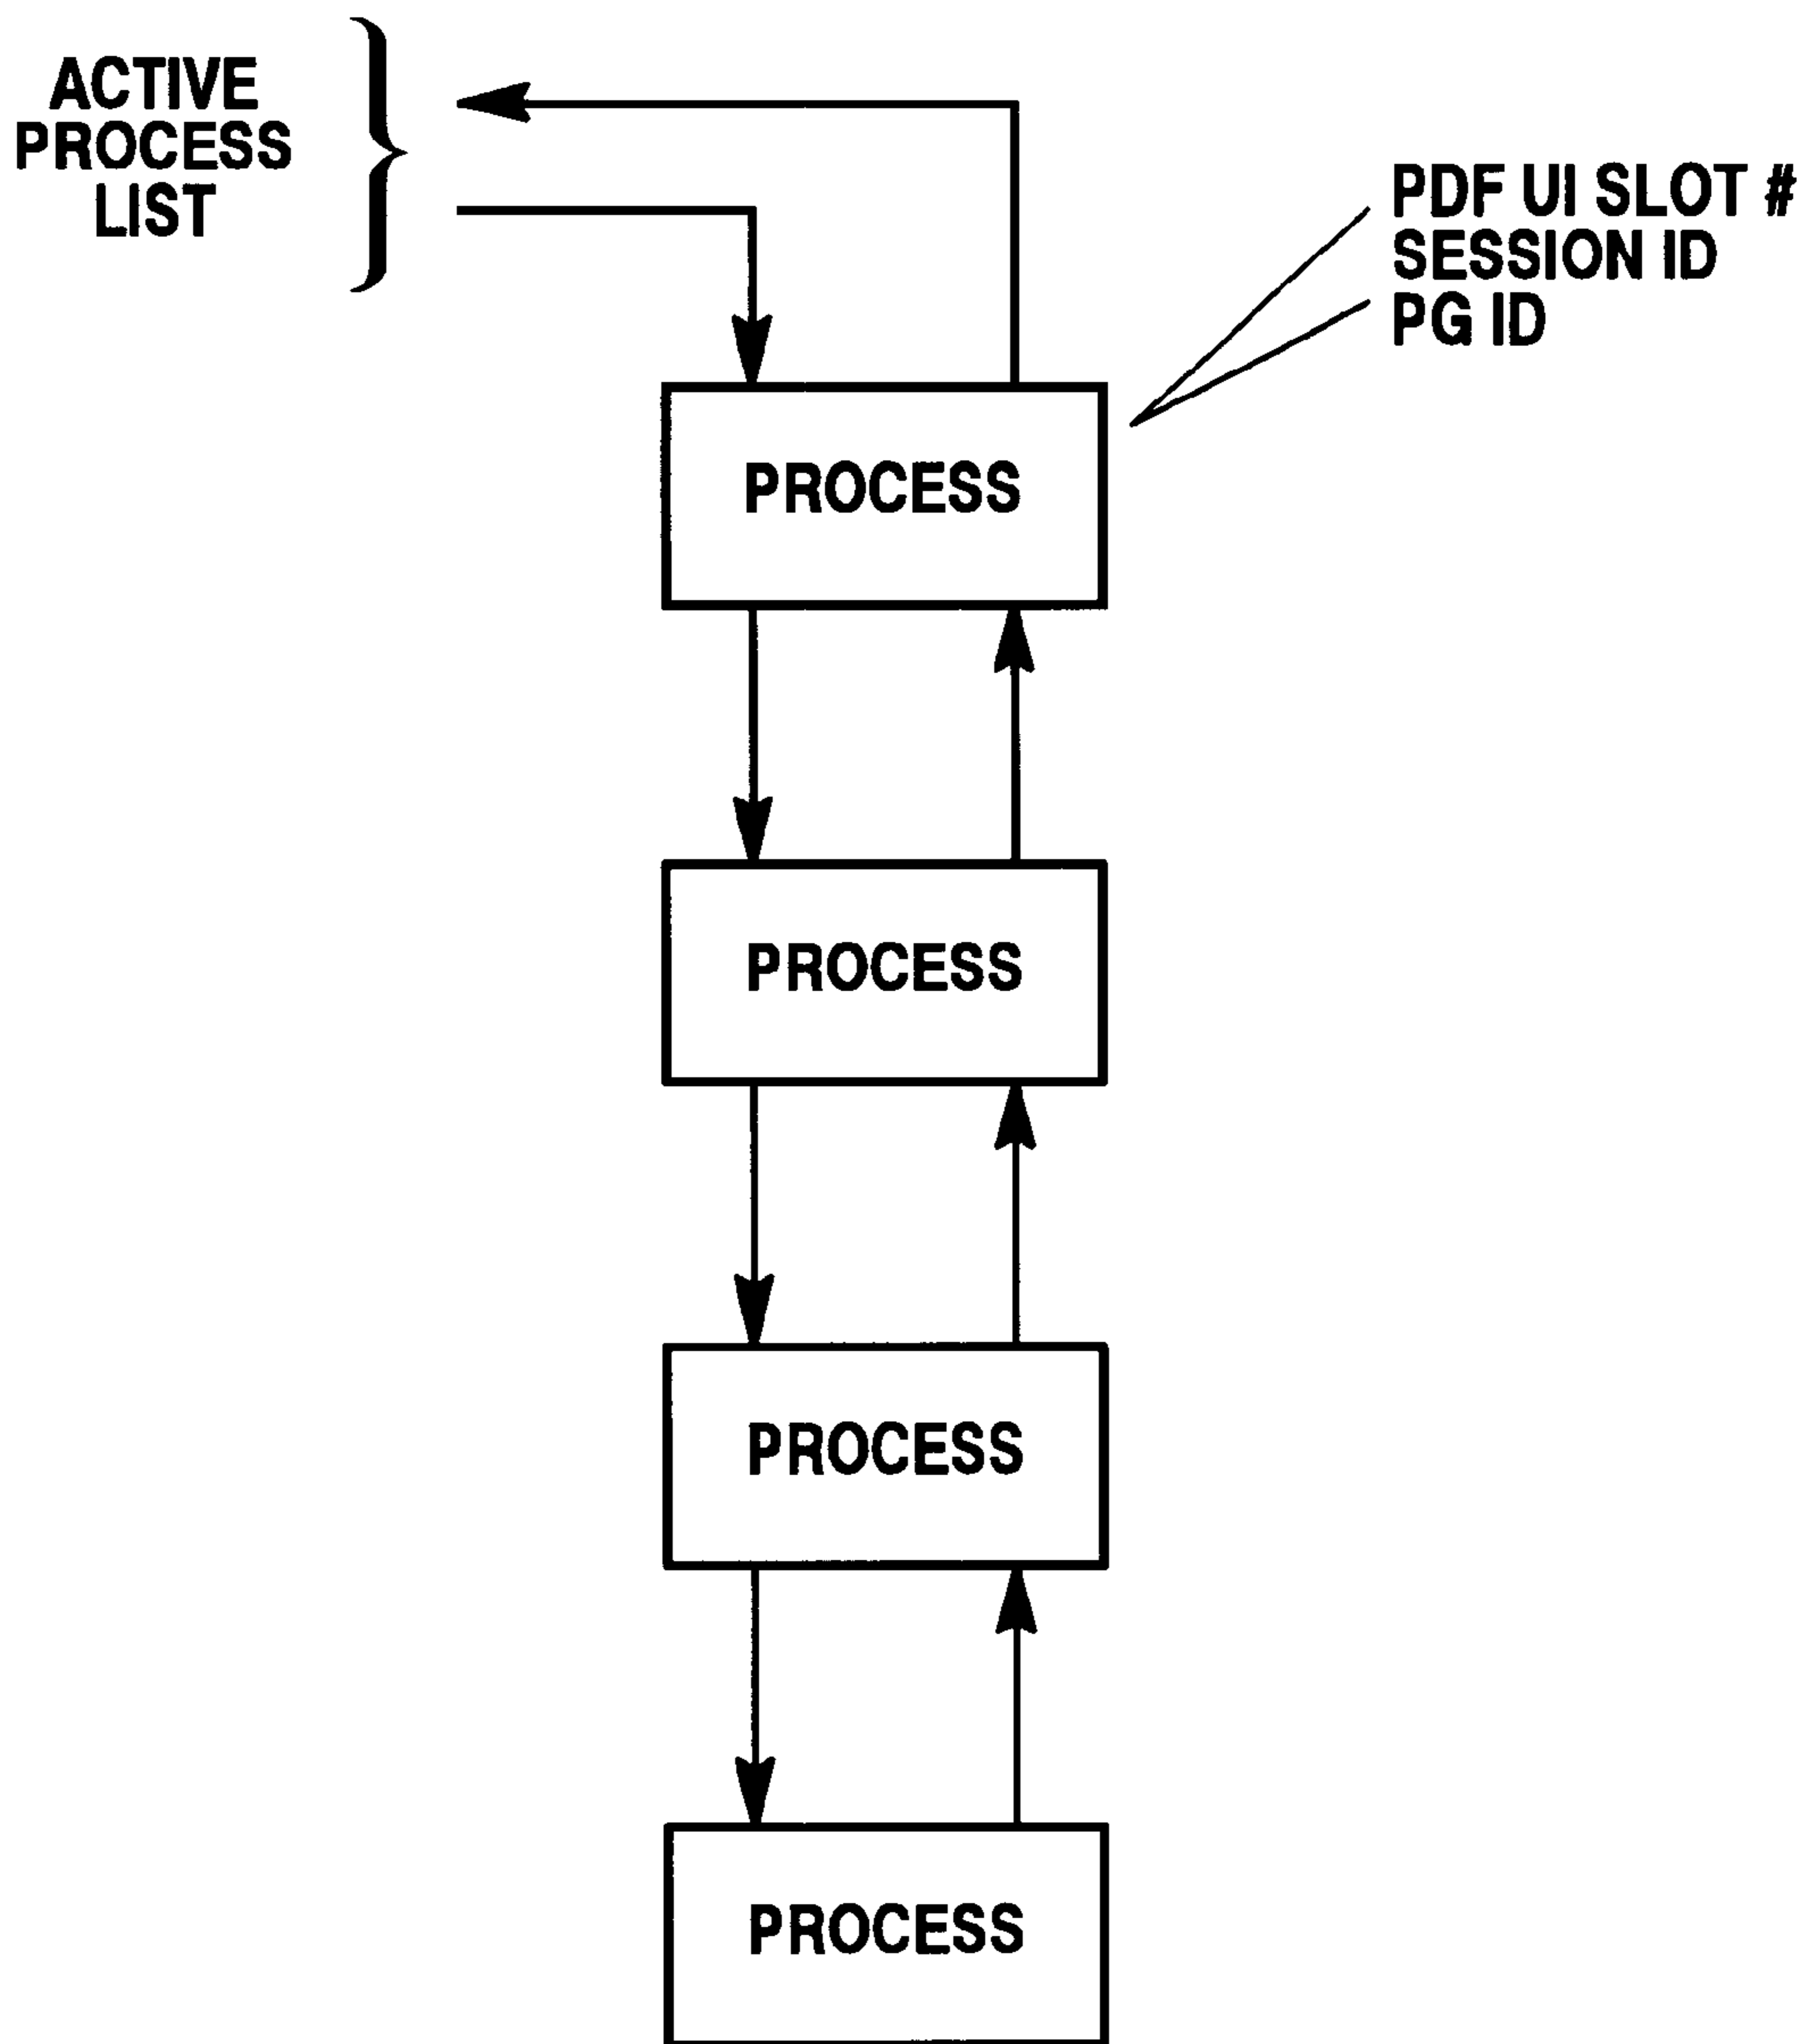 ACTIVE
PROCESS
LIST
PDF UI SLOT #
SESSION ID
PG ID
PROCESS
PROCESS
PROCESS
PROCESS